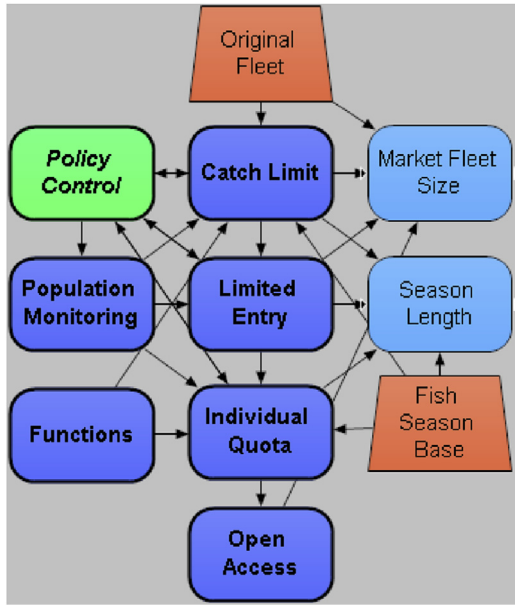 Original
Fleet
Policy
Control
Catch Limit
Market Fleet
Size
Population
Monitoring
Limited
Entry
Season
Length
Functions
Individual
Quota
Fish
Season
Base
Open
Access